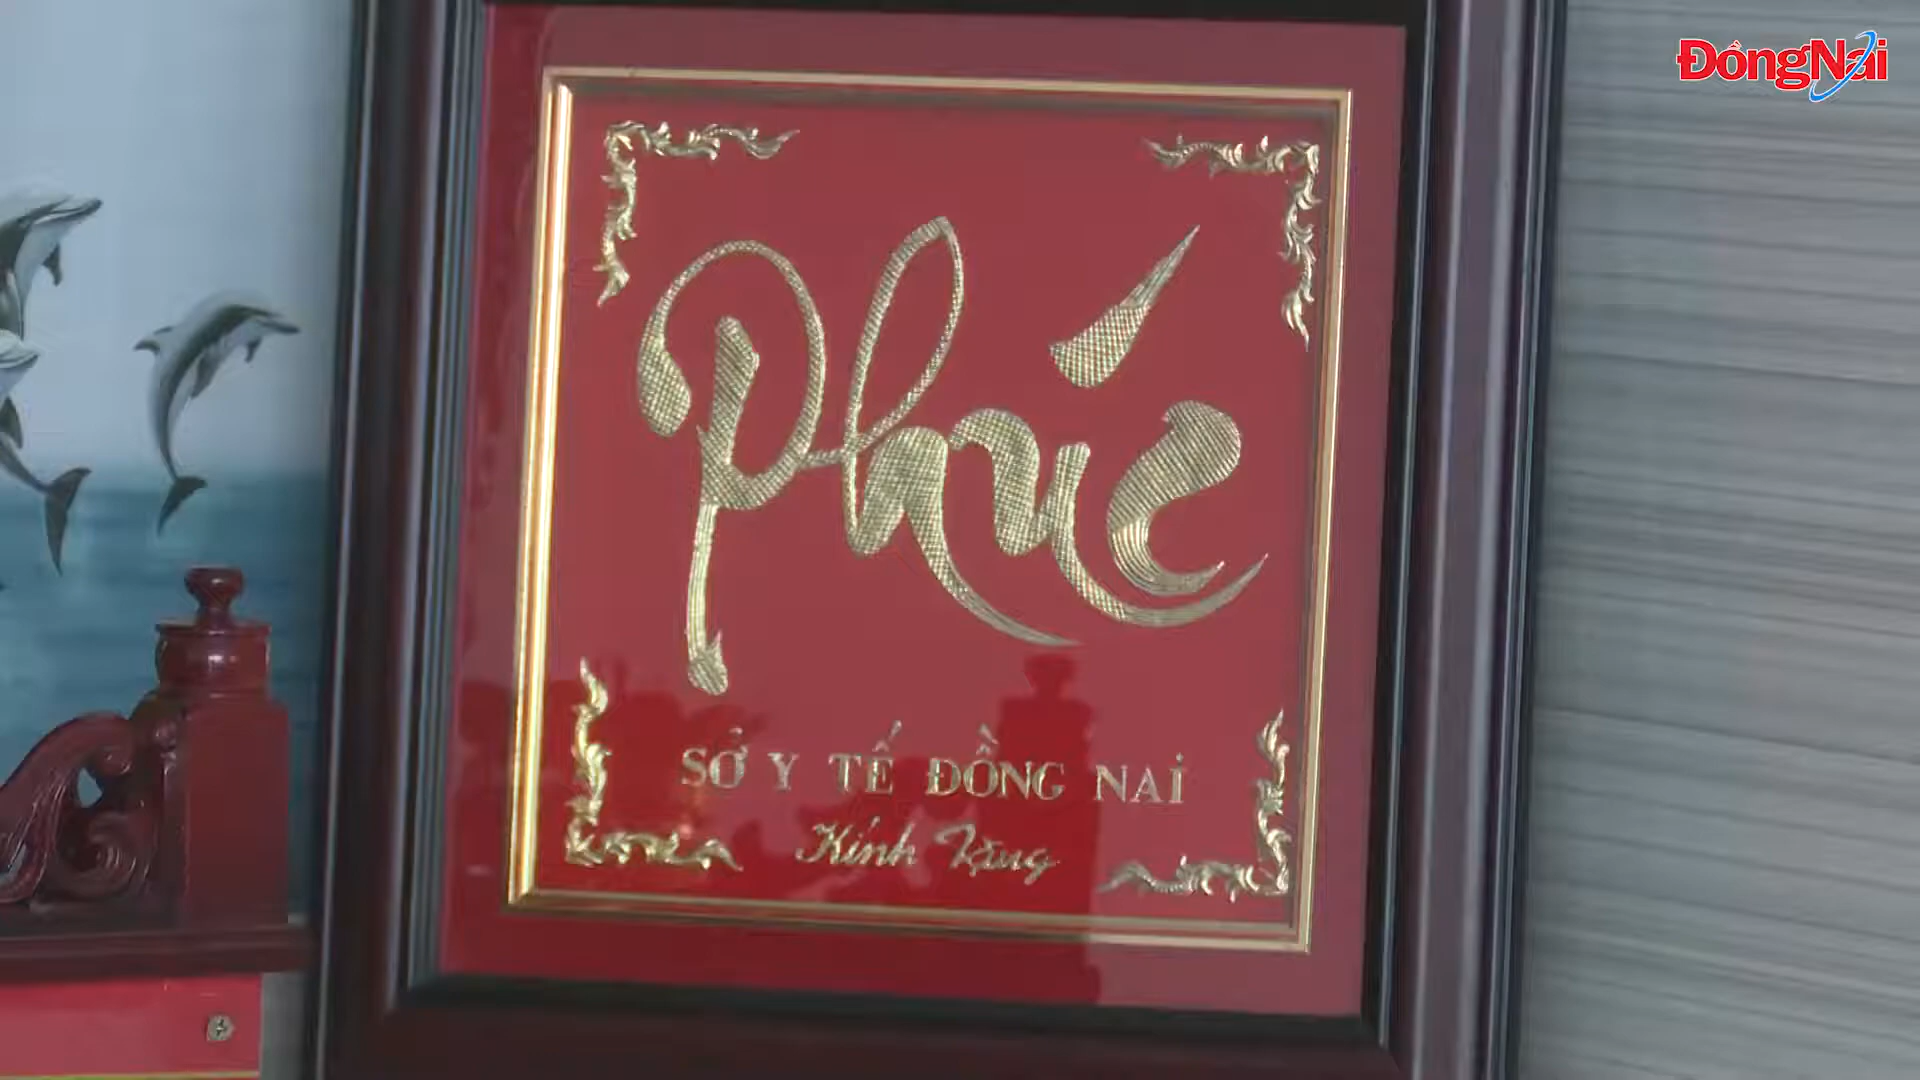 ĐồngNai
Phúc
SỞ Y TẾ ĐỒNG NAi
Kính Tặng